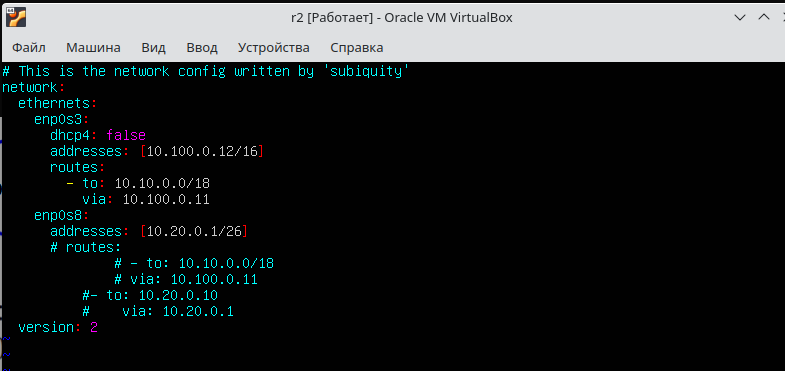 r2 [Работает] - Oracle VM VirtualBox
Файл Машина Вид Ввод Устройства Справка
# This is the network config written by 'subiquity'
network:
  ethernets:
    enp0s3:
      dhcp4: false
      addresses: [10.100.0.12/16]
      routes:
        - to: 10.10.0.0/18
          via: 10.100.0.11
    enp0s8:
      addresses: [10.20.0.1/26]
      # routes:
              # - to: 10.10.0.0/18
              # via: 10.100.0.11
          #- to: 10.20.0.10
          #    via: 10.20.0.1
  version: 2
~
~
~